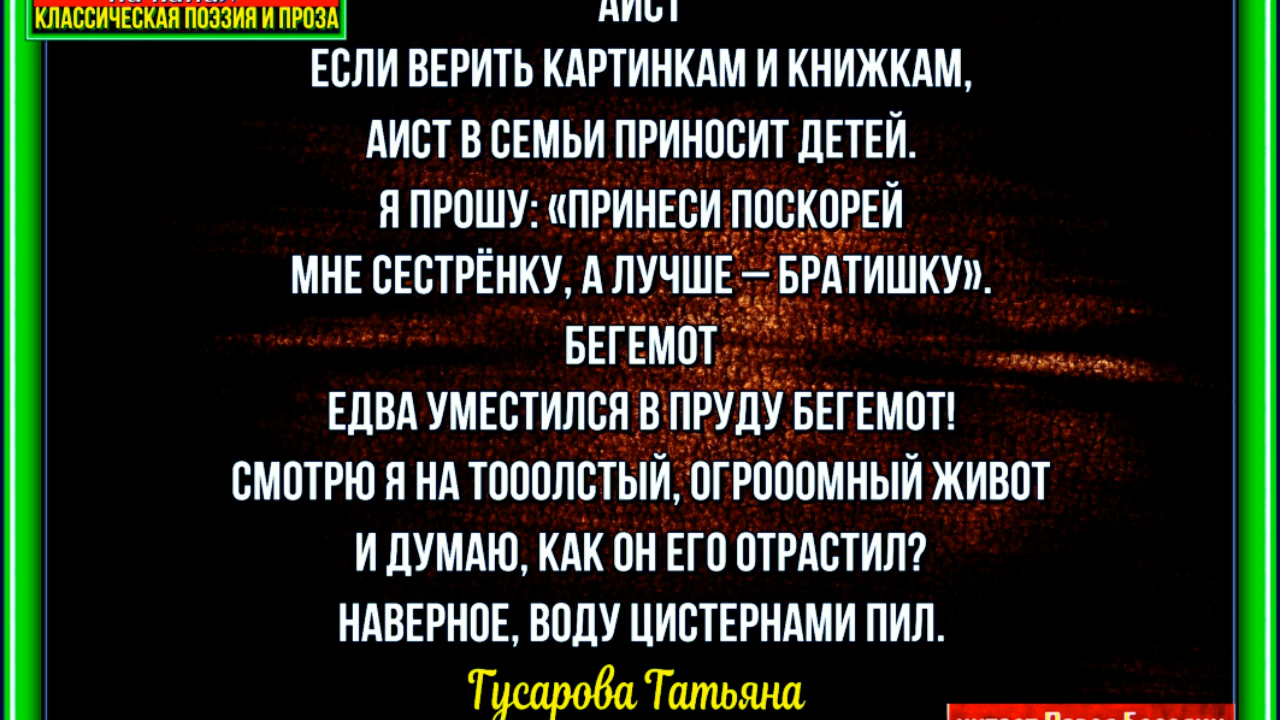 КЛАССИЧЕСКАЯ ПОЭЗИЯ И ПРОЗА
АИСТ
ЕСЛИ ВЕРИТЬ КАРТИНКАМ И КНИЖКАМ,
АИСТ В СЕМЬИ ПРИНОСИТ ДЕТЕЙ.
Я ПРОШУ: «ПРИНЕСИ ПОСКОРЕЙ
МНЕ СЕСТРЁНКУ, А ЛУЧШЕ – БРАТИШКУ».
БЕГЕМОТ
ЕДВА УМЕСТИЛСЯ В ПРУДУ БЕГЕМОТ!
СМОТРЮ Я НА ТОООЛСТЫЙ, ОГРОООМНЫЙ ЖИВОТ
И ДУМАЮ, КАК ОН ЕГО ОТРАСТИЛ?
НАВЕРНОЕ, ВОДУ ЦИСТЕРНАМИ ПИЛ.
Гусарова Татьяна